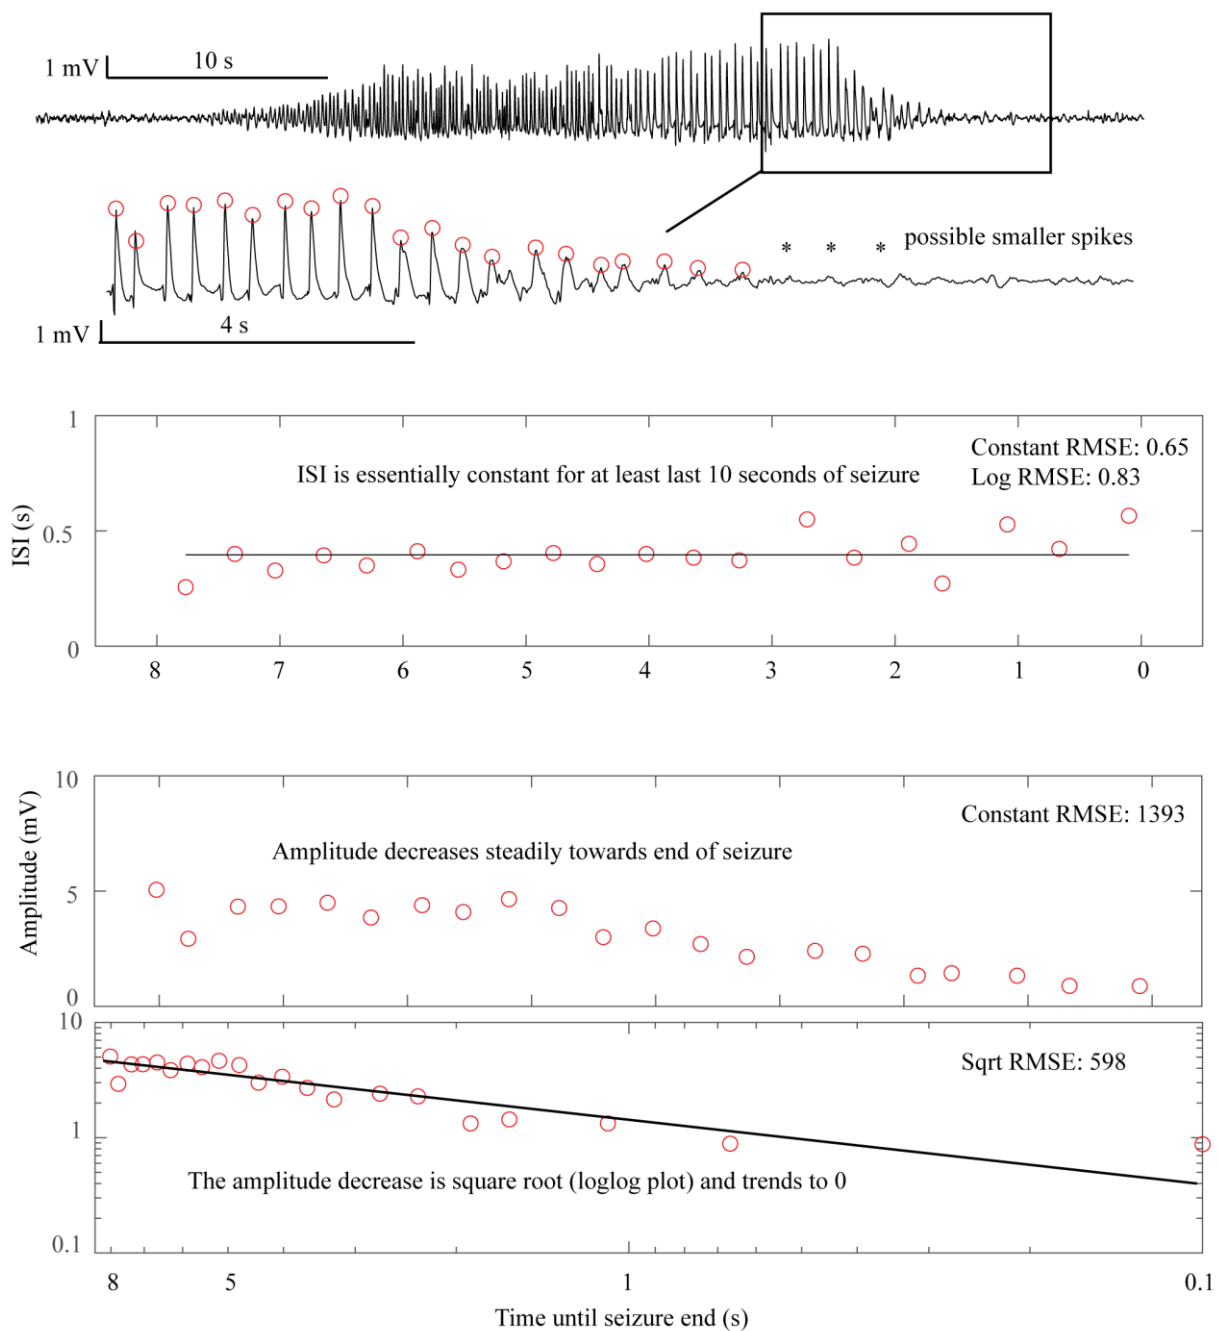 1 mV
10 s
* * * possible smaller spikes
1 mV
4 s
1
Constant RMSE: 0.65
ISI is essentially constant for at least last 10 seconds of seizure
Log RMSE: 0.83
ISI (s)
0.5
0
8 7 6 5 4 3 2 1 0
10
Constant RMSE: 1393
Amplitude (mV)
Amplitude decreases steadily towards end of seizure
5
0
10
Sqrt RMSE: 598
1
The amplitude decrease is square root (loglog plot) and trends to 0
0.1
8 5 1 0.1
Time until seizure end (s)